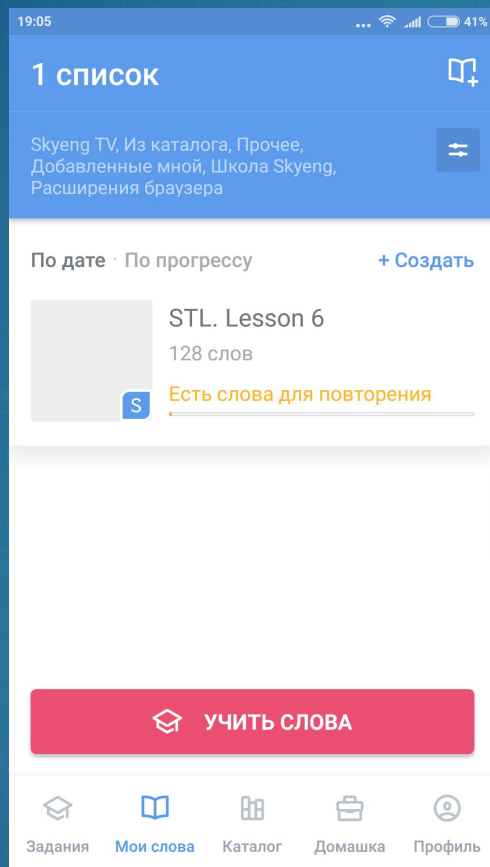 19:05 ... 41%
1 список
Skyeng TV, Из каталога, Прочее,
Добавленные мной, Школа Skyeng,
Расширения браузера
По дате · По прогрессу + Создать
STL. Lesson 6
128 слов
S
Есть слова для повторения
УЧИТЬ СЛОВА
Задания Мои слова Каталог Домашка Профиль